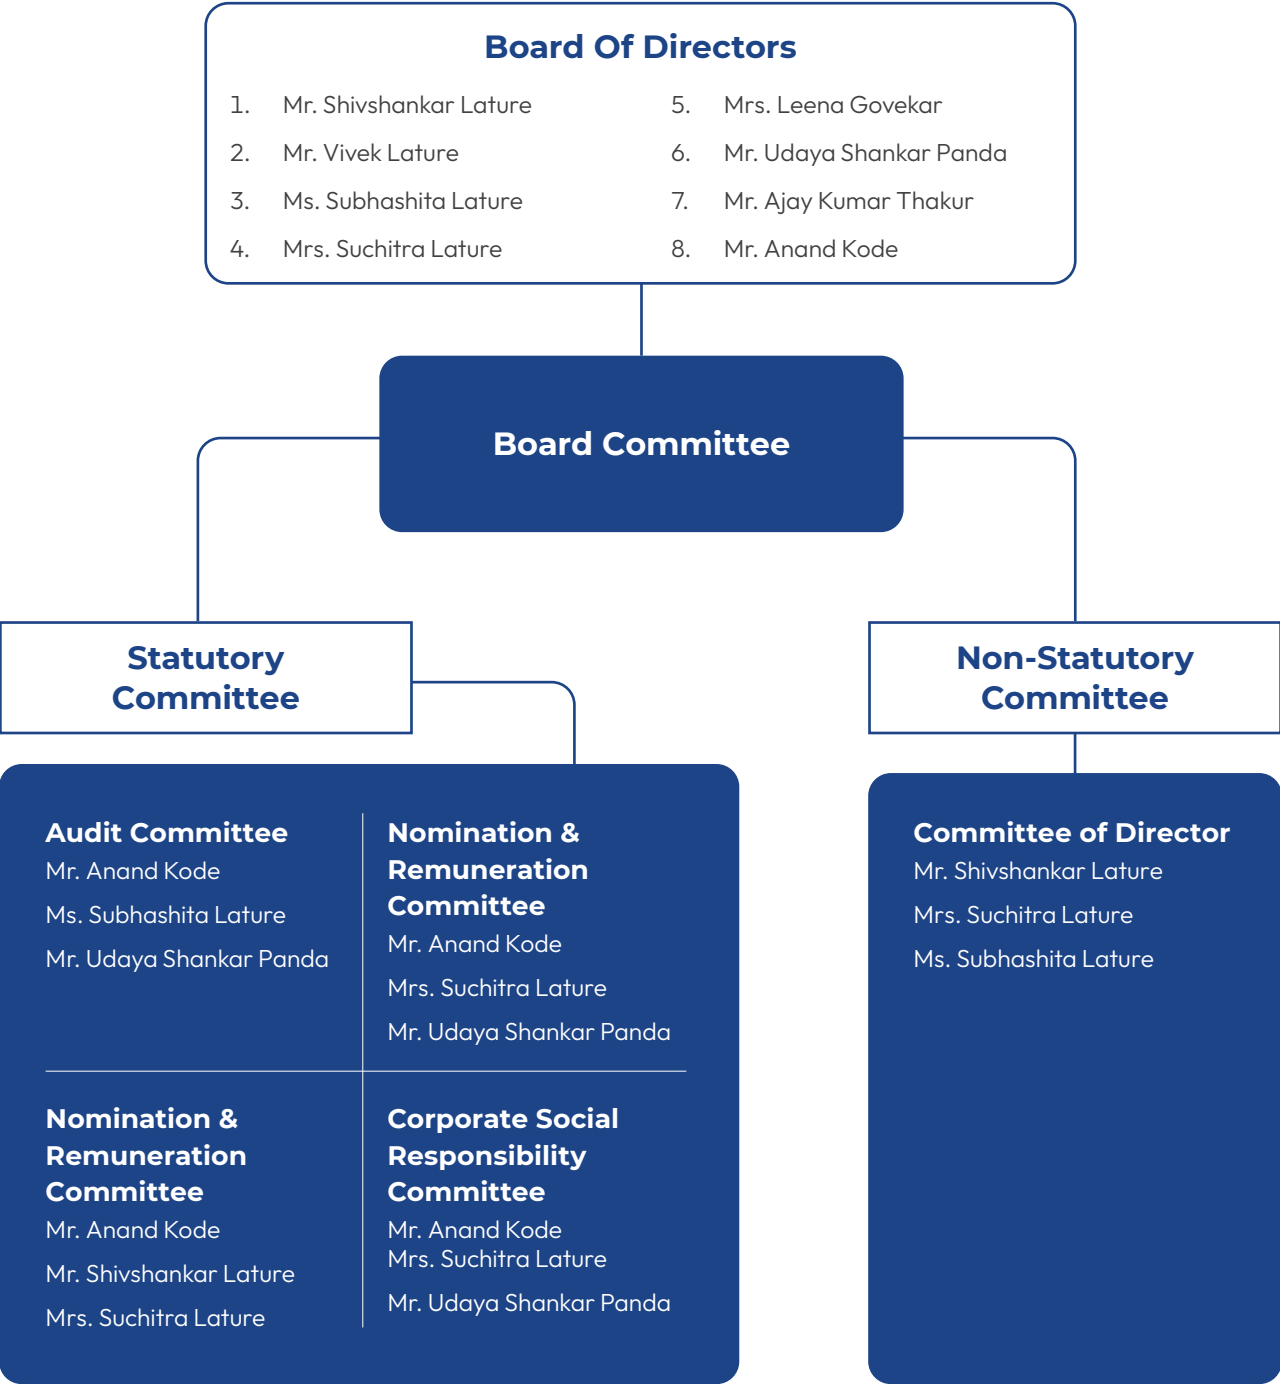 Board Of Directors
1. Mr. Shivshankar Lature
2. Mr. Vivek Lature
3. Ms. Subhashita Lature
4. Mrs. Suchitra Lature
5. Mrs. Leena Govekar
6. Mr. Udaya Shankar Panda
7. Mr. Ajay Kumar Thakur
8. Mr. Anand Kode
Board Committee
Statutory
Committee
Non-Statutory
Committee
Audit Committee
Mr. Anand Kode
Ms. Subhashita Lature
Mr. Udaya Shankar Panda
Nomination &
Remuneration
Committee
Mr. Anand Kode
Mrs. Suchitra Lature
Mr. Udaya Shankar Panda
Nomination &
Remuneration
Committee
Mr. Anand Kode
Mr. Shivshankar Lature
Mrs. Suchitra Lature
Corporate Social
Responsibility
Committee
Mr. Anand Kode
Mrs. Suchitra Lature
Mr. Udaya Shankar Panda
Committee of Director
Mr. Shivshankar Lature
Mrs. Suchitra Lature
Ms. Subhashita Lature